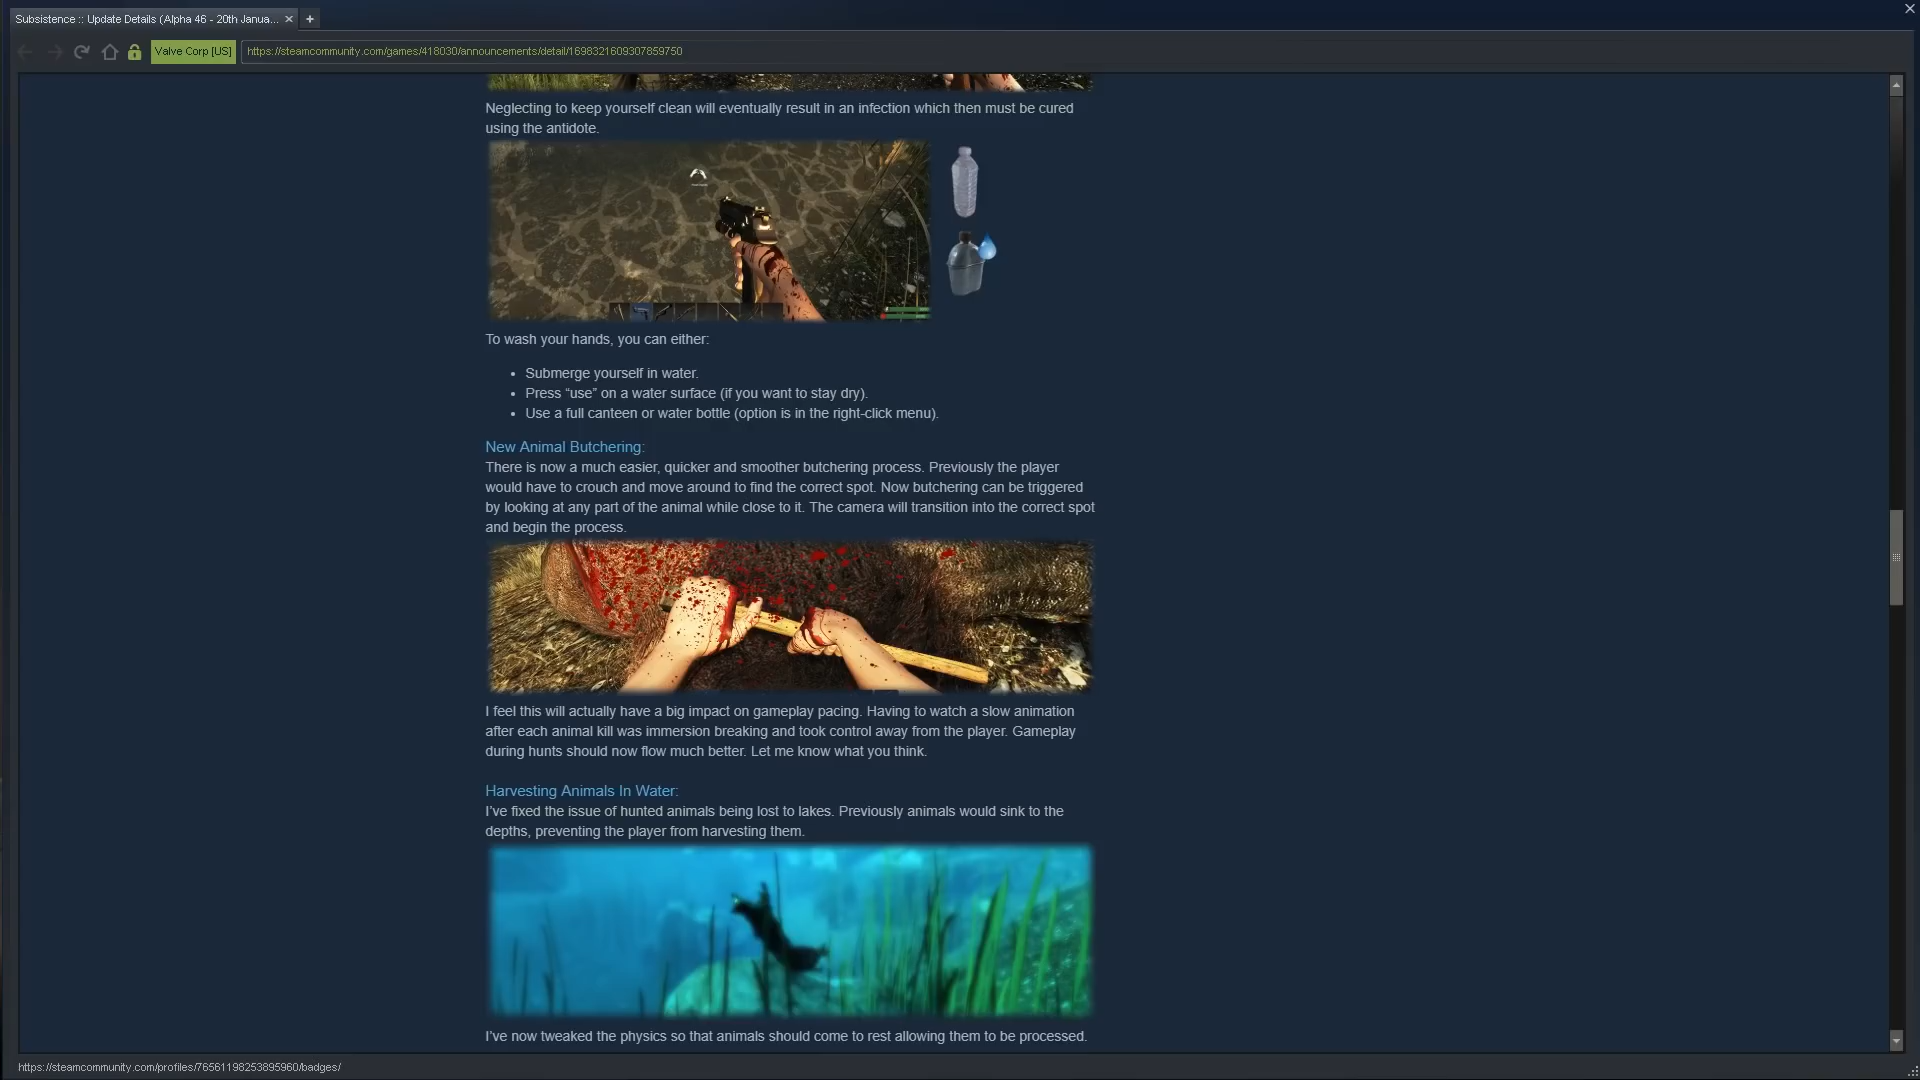 Subsistence :: Update Details (Alpha 46 - 20th Janua...
Valve Corp [US]
https://steamcommunity.com/games/418030/announcements/detail/1698321609307859750
Neglecting to keep yourself clean will eventually result in an infection which then must be cured
using the antidote.
To wash your hands, you can either:
• Submerge yourself in water.
• Press “use” on a water surface (if you want to stay dry).
• Use a full canteen or water bottle (option is in the right-click menu).
New Animal Butchering:
There is now a much easier, quicker and smoother butchering process. Previously the player
would have to crouch and move around to find the correct spot. Now butchering can be triggered
by looking at any part of the animal while close to it. The camera will transition into the correct spot
and begin the process.
I feel this will actually have a big impact on gameplay pacing. Having to watch a slow animation
after each animal kill was immersion breaking and took control away from the player. Gameplay
during hunts should now flow much better. Let me know what you think.
Harvesting Animals In Water:
I’ve fixed the issue of hunted animals being lost to lakes. Previously animals would sink to the
depths, preventing the player from harvesting them.
I’ve now tweaked the physics so that animals should come to rest allowing them to be processed.
https://steamcommunity.com/profiles/76561198253895960/badges/